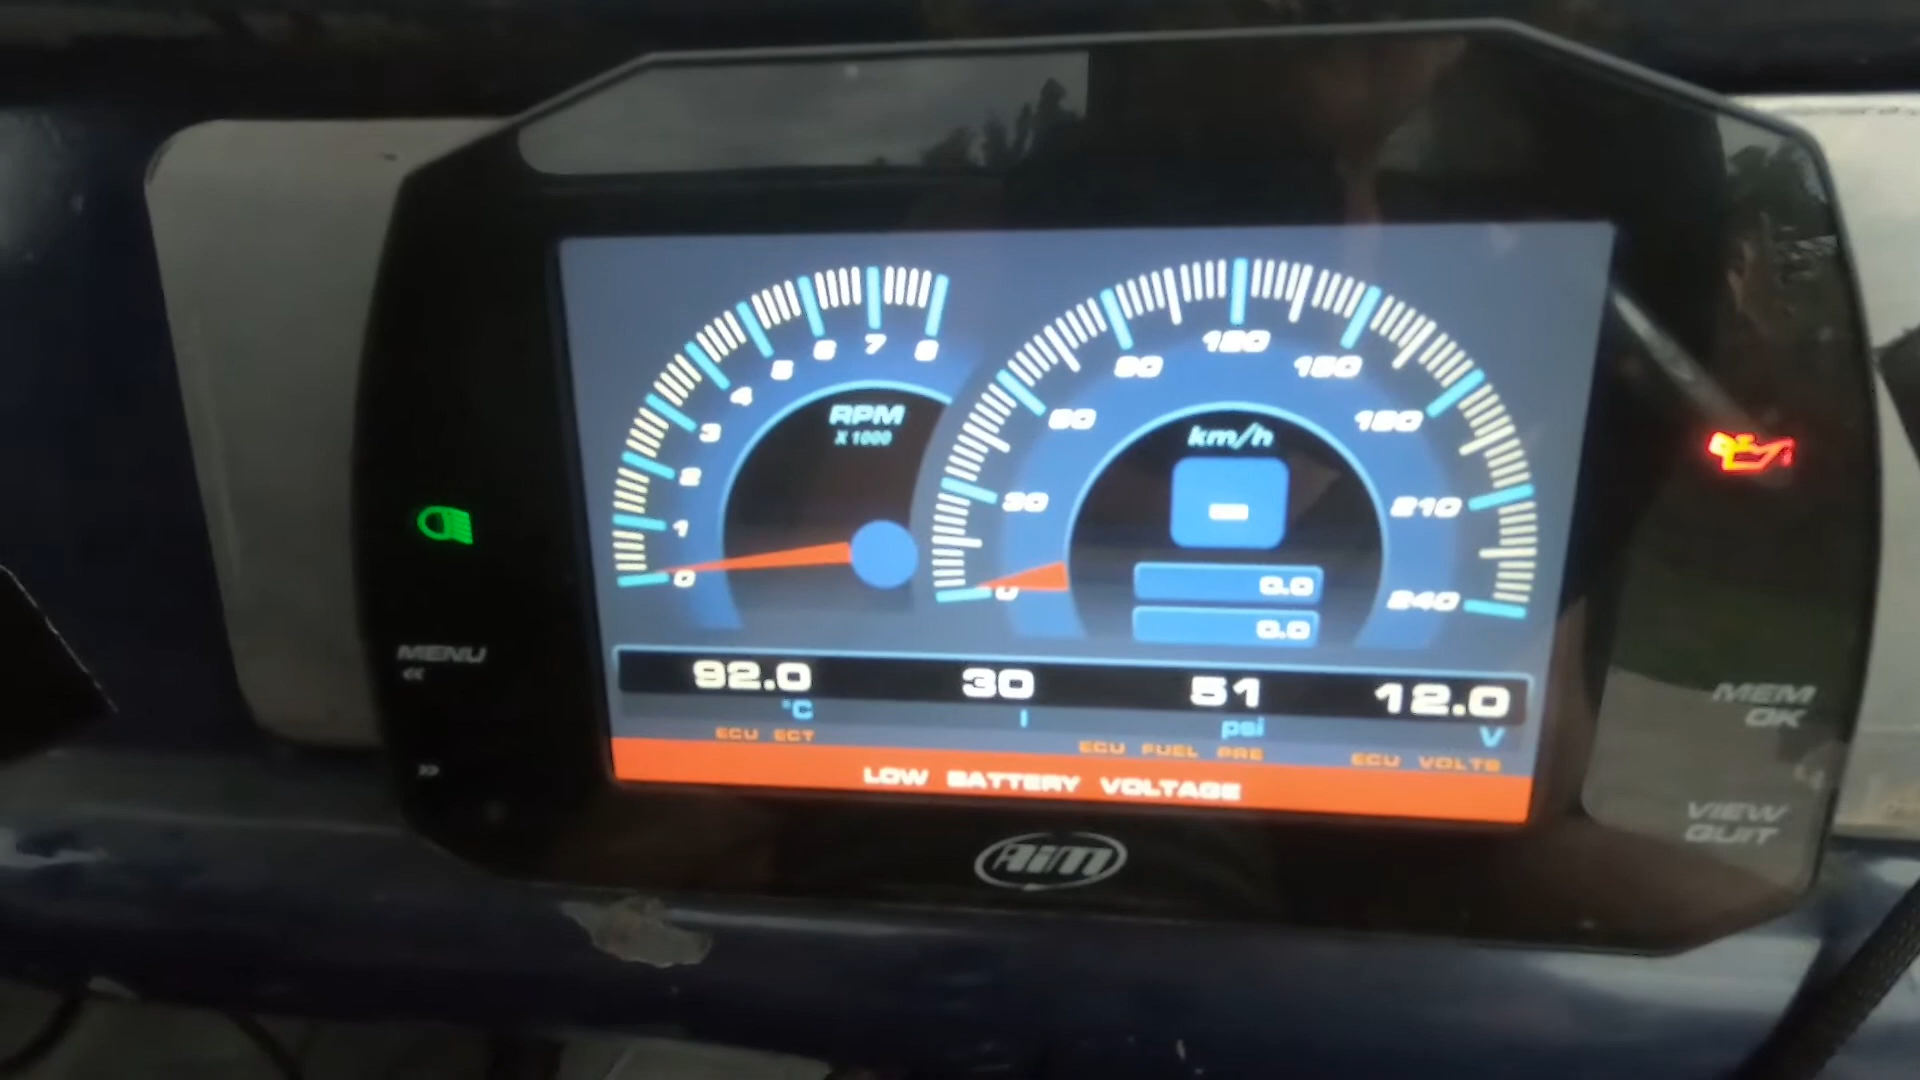 0 1 2 3 4 5 6 7 8
RPM
X 1000
0 30 60 90 120 150 180 210 240
km/h
-
0.0
0.0
92.0 30 51 12.0
°C l psi V
ECU ECT ECU FUEL PRE ECU VOLTS
LOW BATTERY VOLTAGE
MENU
<<
>>
MEM
OK
VIEW
QUIT
AiM